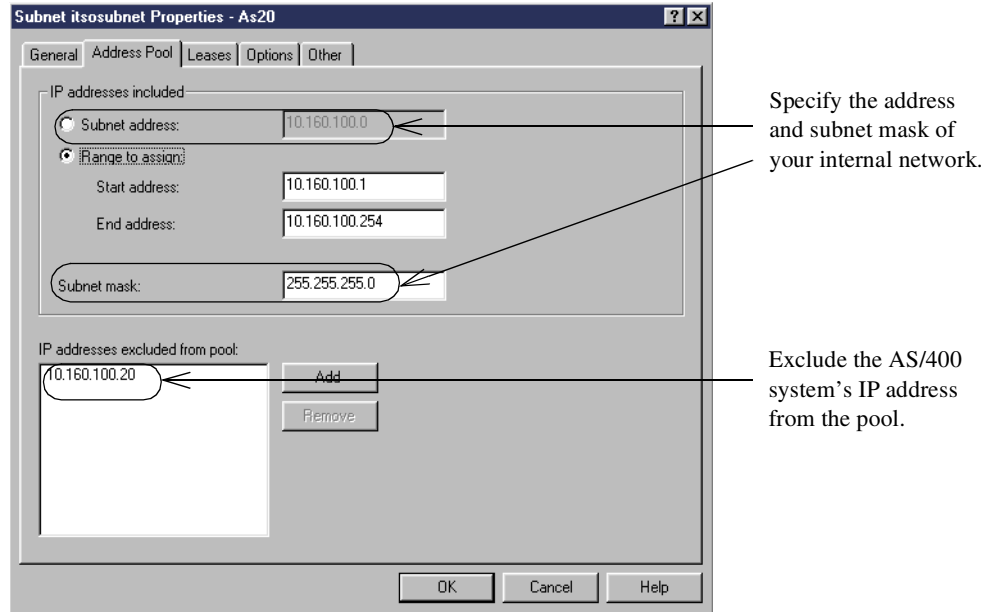 Subnet itsosubnet Properties - As20
General Address Pool Leases Options Other
IP addresses included
Subnet address: 10.160.100.0
Range to assign:
Start address: 10.160.100.1
End address: 10.160.100.254
Subnet mask: 255.255.255.0
IP addresses excluded from pool:
10.160.100.20
Add
Remove
OK Cancel Help
Specify the address
and subnet mask of
your internal network.
Exclude the AS/400
system’s IP address
from the pool.